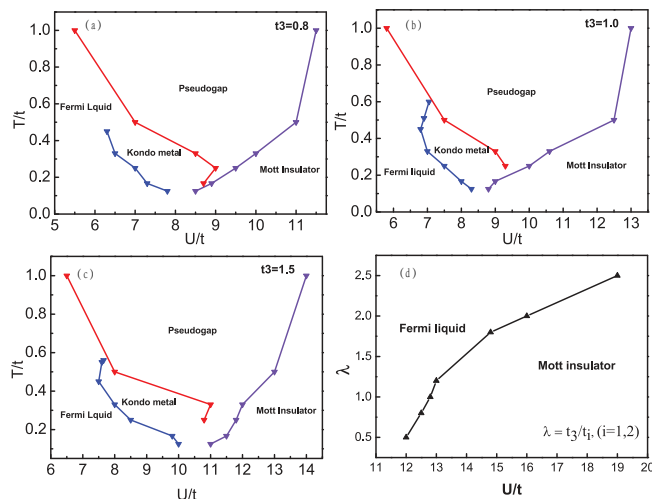 (a)
t3=0.8
T/t
1.0
0.8
0.6
0.4
0.2
0.0
Pseudogap
Fermi Lquid
Kondo metal
Mott Insulator
5 6 7 8 9 10 11
U/t
(b)
t3=1.0
T/t
1.0
0.8
0.6
0.4
0.2
0.0
Pseudogap
Kondo metal
Fermi liquid
Mott Insulator
6 7 8 9 10 11 12 13
U/t
(c)
t3=1.5
T/t
1.0
0.8
0.6
0.4
0.2
0.0
Pseudogap
Fermi Lquid
Kondo metal
Mott Insulator
6 7 8 9 10 11 12 13 14
U/t
(d)
λ
2.5
2.0
1.5
1.0
0.5
Fermi liquid
Mott insulator
λ = t3/ti, (i=1,2)
11 12 13 14 15 16 17 18 19 20
U/t